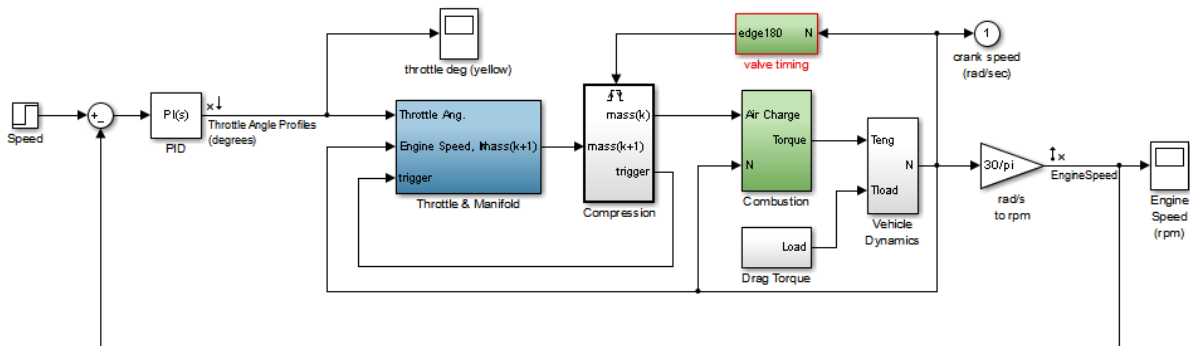 Speed
+
−
PI(s)
PID
Throttle Angle Profiles
(degrees)
throttle deg (yellow)
Throttle Ang.
Engine Speed, N
mass(k+1)
trigger
Throttle & Manifold
mass(k)
mass(k+1)
trigger
Compression
edge180
N
valve timing
Air Charge
Torque
N
Combustion
Load
Drag Torque
Teng
N
Tload
Vehicle
Dynamics
1
crank speed
(rad/sec)
30/pi
rad/s
to rpm
EngineSpeed
Engine
Speed
(rpm)